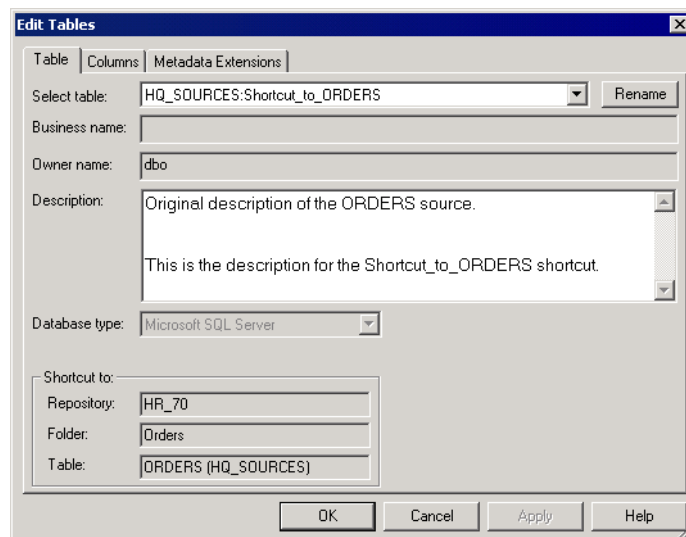 Edit Tables
Table Columns Metadata Extensions
Select table: HQ_SOURCES:Shortcut_to_ORDERS Rename
Business name:
Owner name: dbo
Description: Original description of the ORDERS source.
This is the description for the Shortcut_to_ORDERS shortcut.
Database type: Microsoft SQL Server
Shortcut to:
Repository: HR_70
Folder: Orders
Table: ORDERS (HQ_SOURCES)
OK Cancel Apply Help